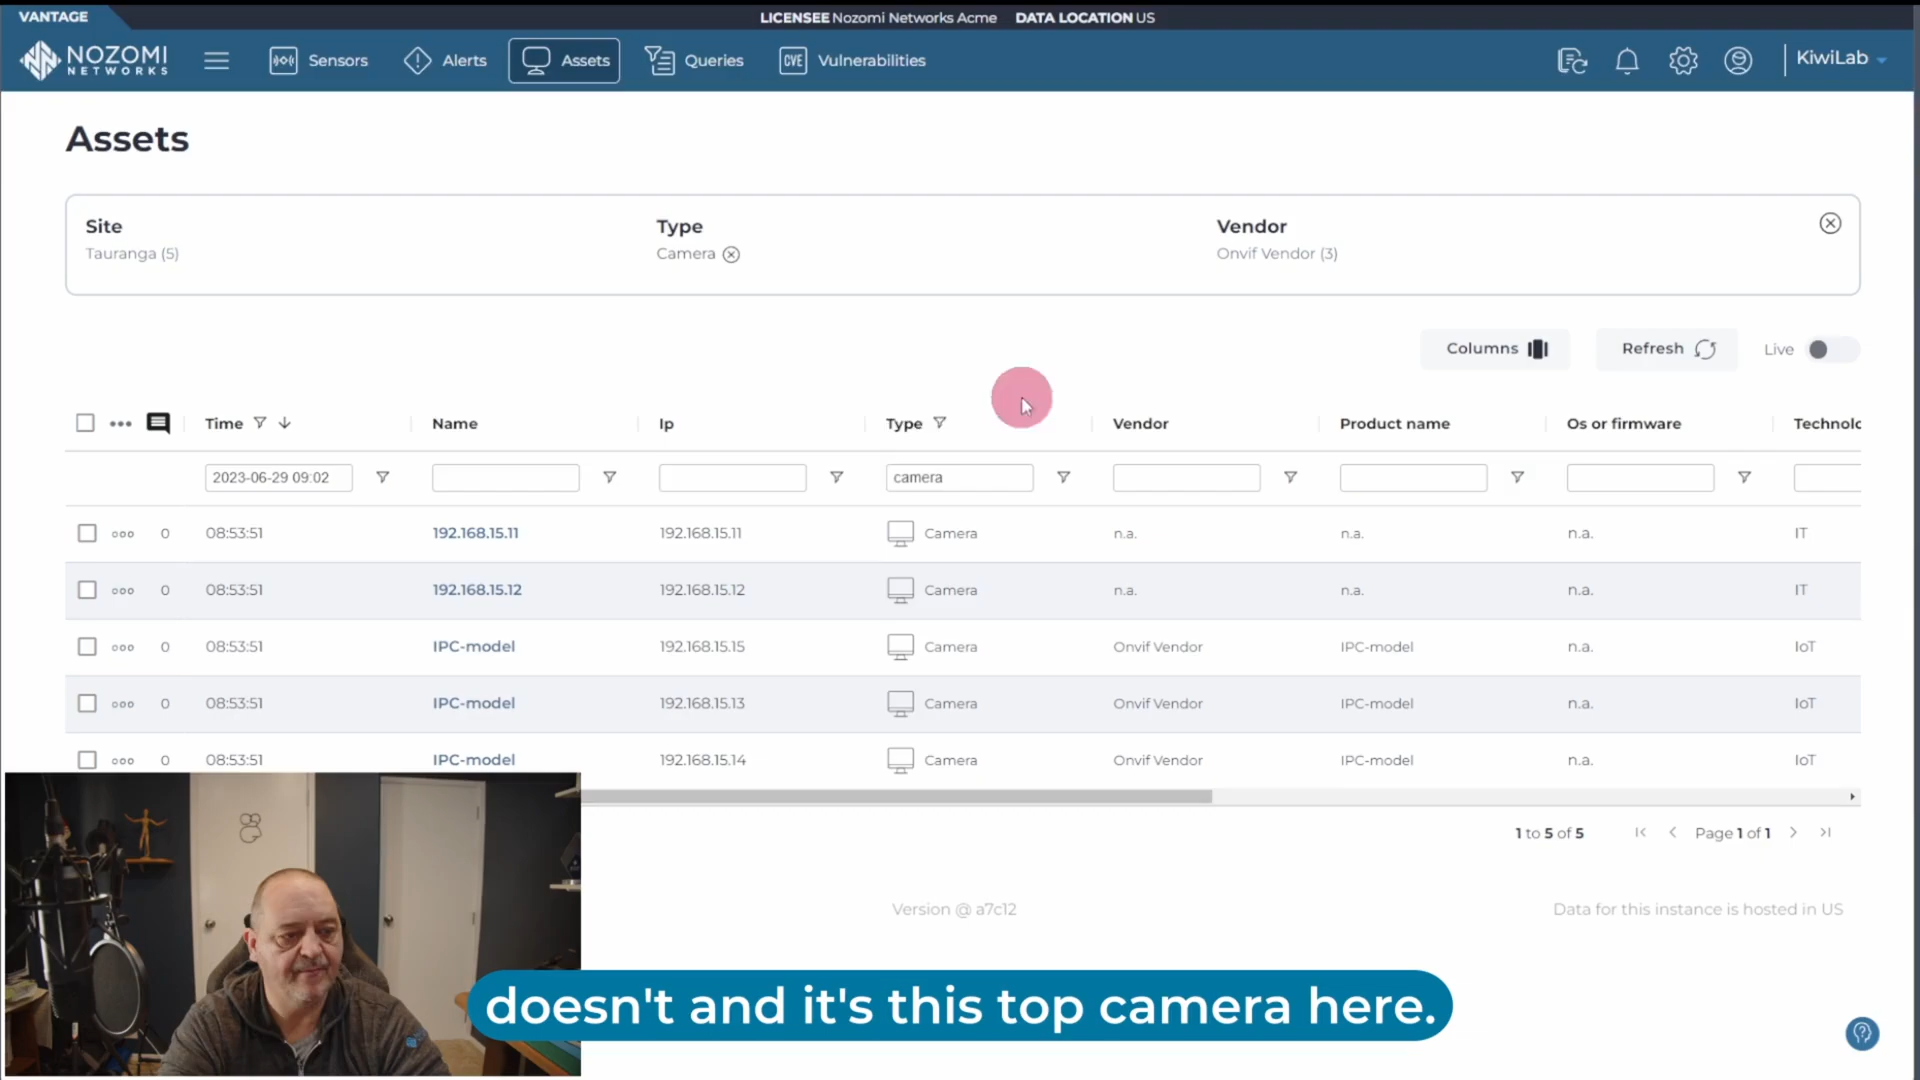 VANTAGE
LICENSEE Nozomi Networks Acme DATA LOCATION US
NOZOMI NETWORKS Sensors Alerts Assets Queries CVE Vulnerabilities KiwiLab
Assets
Site Type Vendor
Tauranga (5) Camera Onvif Vendor (3)
Columns Refresh Live
Time Name Ip Type Vendor Product name Os or firmware Technolo
2023-06-29 09:02 camera
0 08:53:51 192.168.15.11 192.168.15.11 Camera n.a. n.a. n.a. IT
0 08:53:51 192.168.15.12 192.168.15.12 Camera n.a. n.a. n.a. IT
0 08:53:51 IPC-model 192.168.15.15 Camera Onvif Vendor IPC-model n.a. IoT
0 08:53:51 IPC-model 192.168.15.13 Camera Onvif Vendor IPC-model n.a. IoT
0 08:53:51 IPC-model 192.168.15.14 Camera Onvif Vendor IPC-model n.a. IoT
1 to 5 of 5 Page 1 of 1
Version @ a7c12 Data for this instance is hosted in US
doesn't and it's this top camera here.